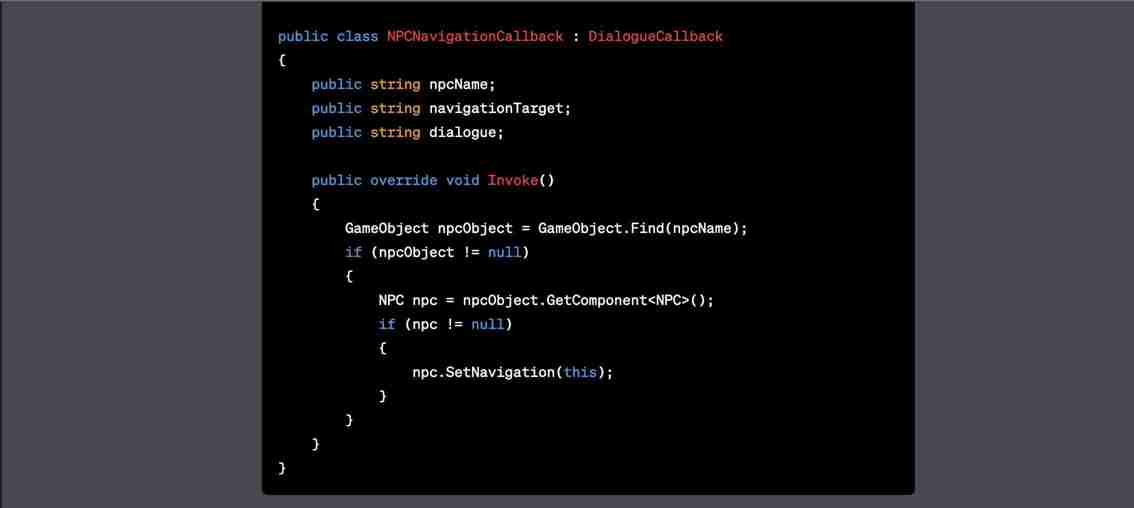 public class NPCNavigationCallback : DialogueCallback
{
    public string npcName;
    public string navigationTarget;
    public string dialogue;

    public override void Invoke()
    {
        GameObject npcObject = GameObject.Find(npcName);
        if (npcObject != null)
        {
            NPC npc = npcObject.GetComponent<NPC>();
            if (npc != null)
            {
                npc.SetNavigation(this);
            }
        }
    }
}